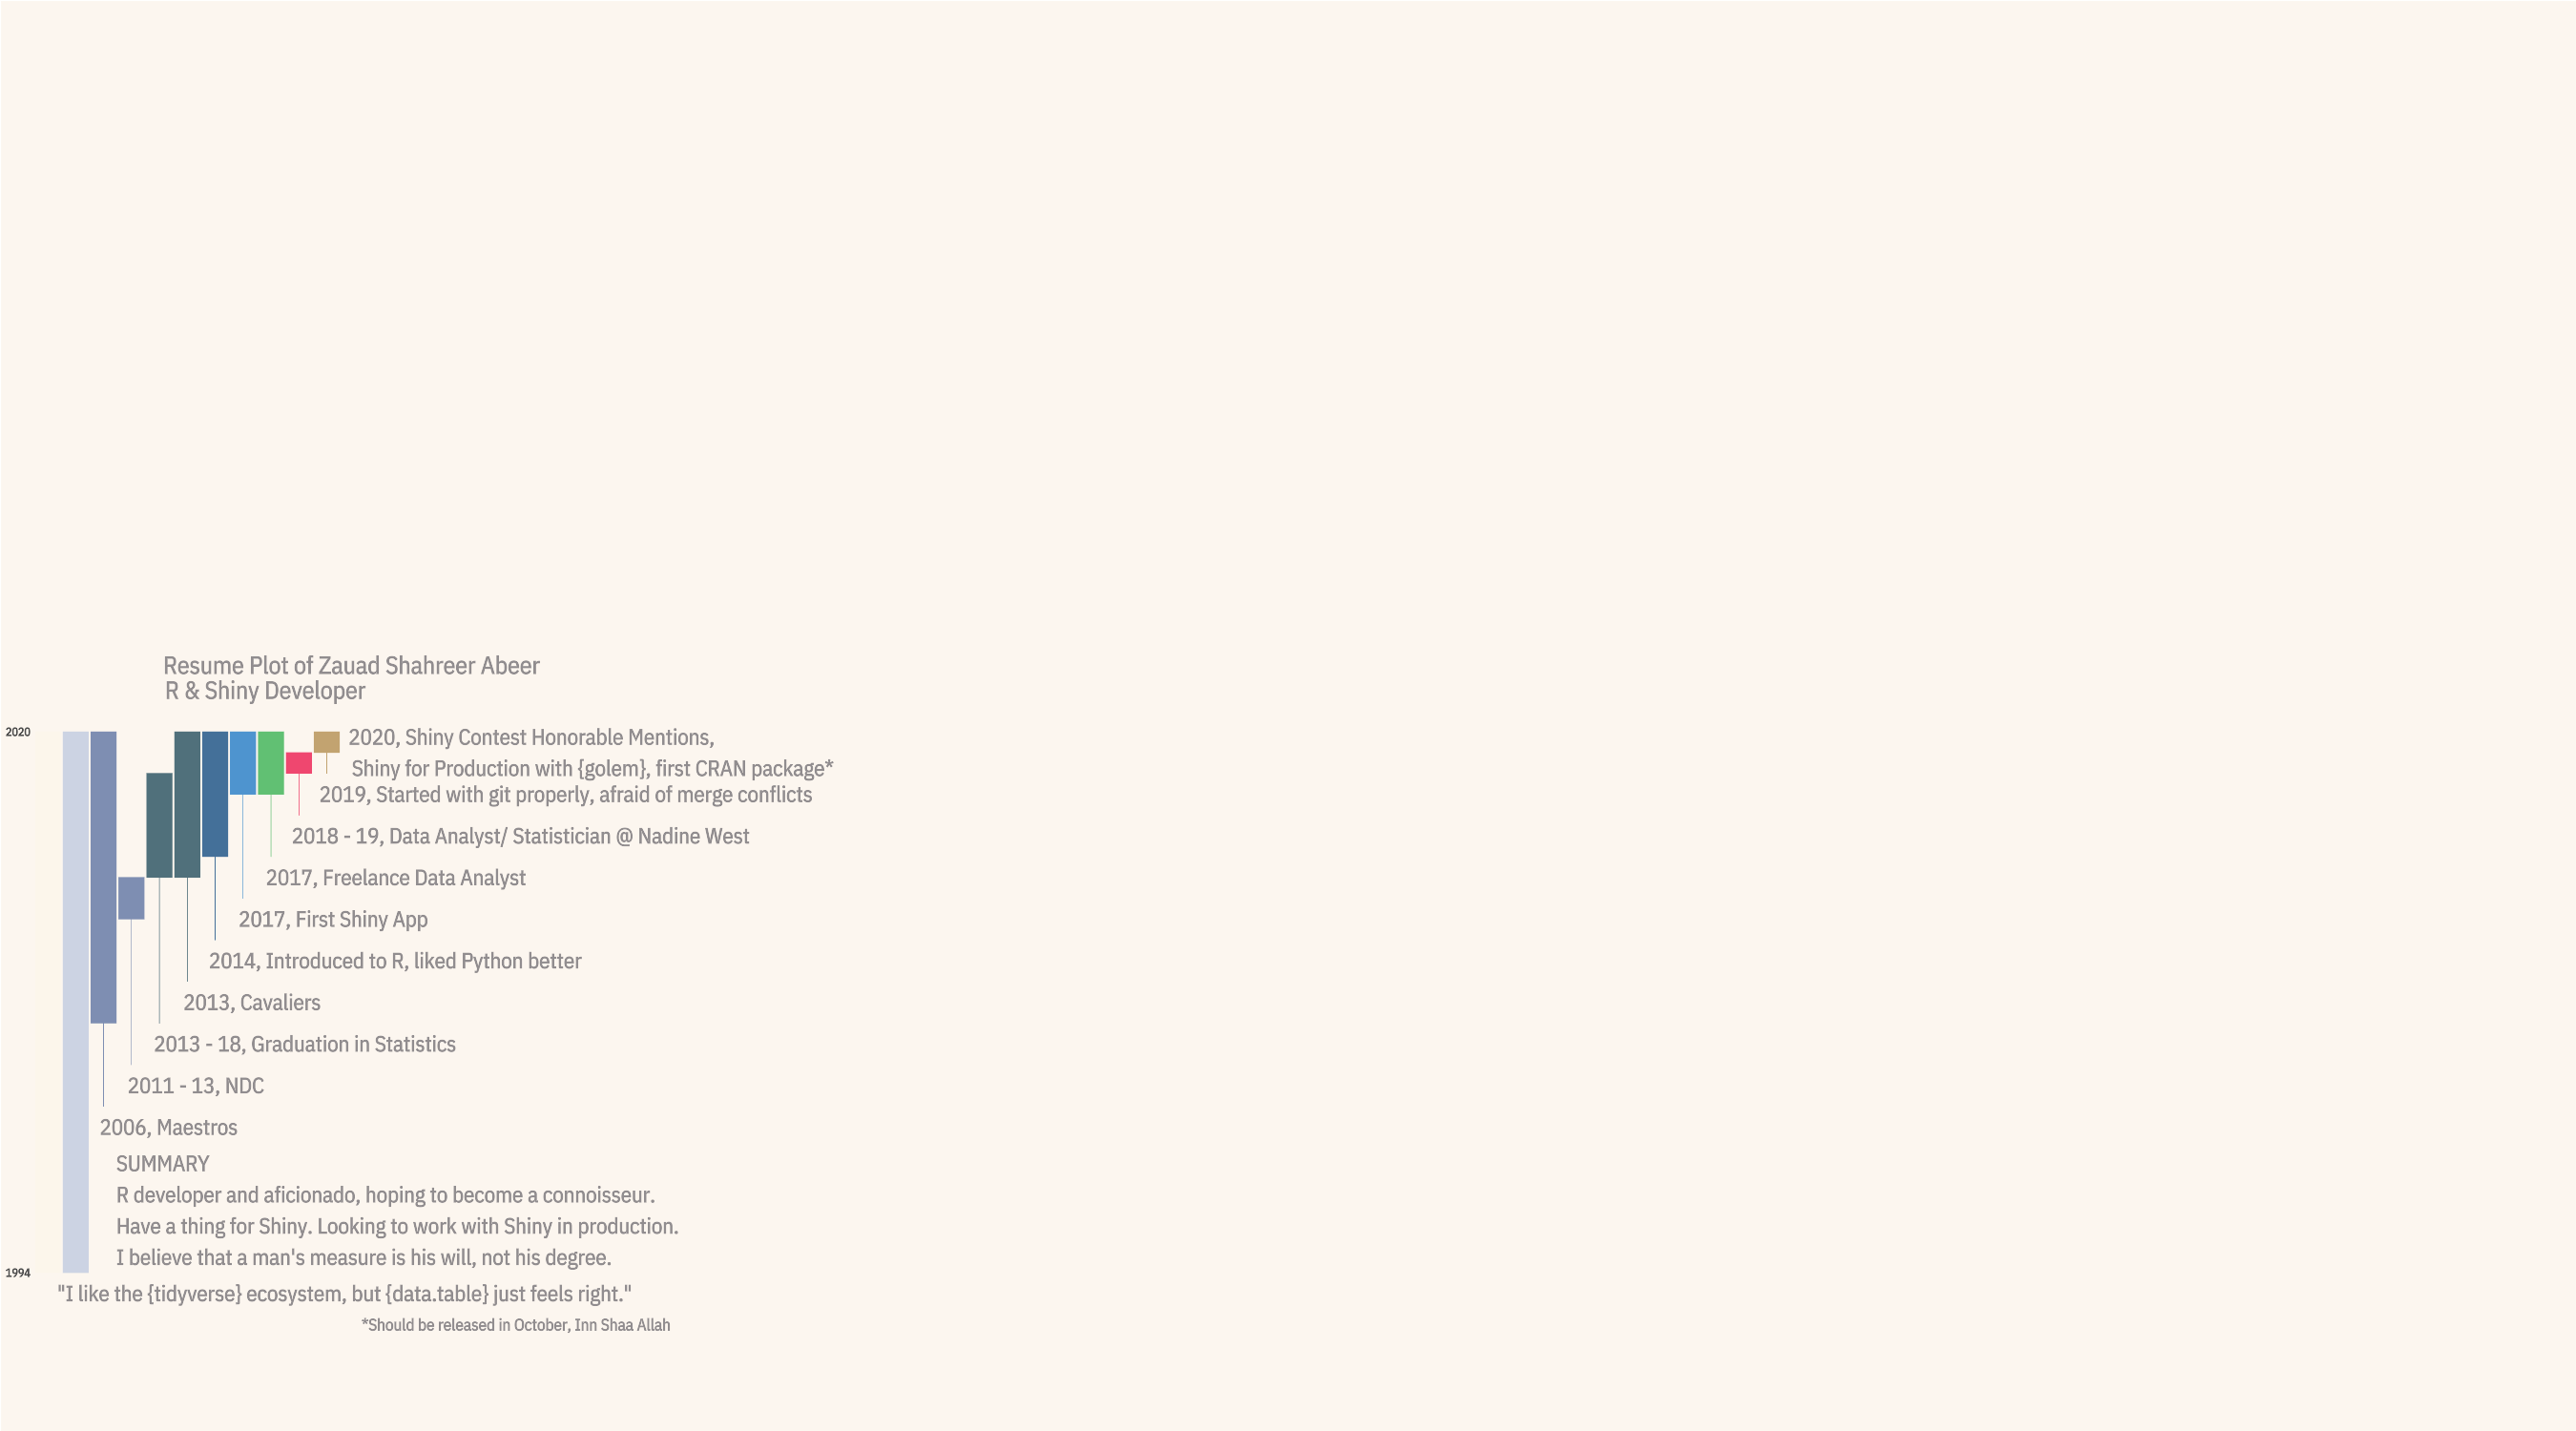 Resume Plot of Zauad Shahreer Abeer
R & Shiny Developer
2020
2020, Shiny Contest Honorable Mentions,
Shiny for Production with {golem}, first CRAN package*
2019, Started with git properly, afraid of merge conflicts
2018 - 19, Data Analyst/ Statistician @ Nadine West
2017, Freelance Data Analyst
2017, First Shiny App
2014, Introduced to R, liked Python better
2013, Cavaliers
2013 - 18, Graduation in Statistics
2011 - 13, NDC
2006, Maestros
SUMMARY
R developer and aficionado, hoping to become a connoisseur.
Have a thing for Shiny. Looking to work with Shiny in production.
I believe that a man's measure is his will, not his degree.
1994
"I like the {tidyverse} ecosystem, but {data.table} just feels right."
*Should be released in October, Inn Shaa Allah